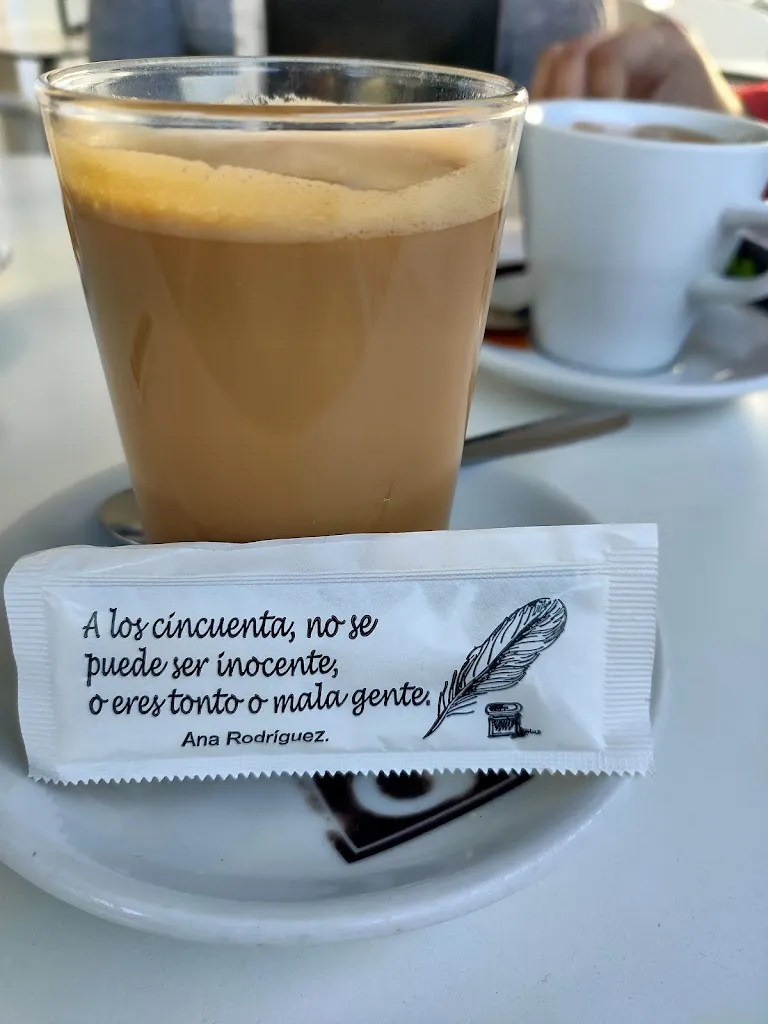 A los cincuenta, no se
puede ser inocente,
o eres tonto o mala gente.
Ana Rodríguez.